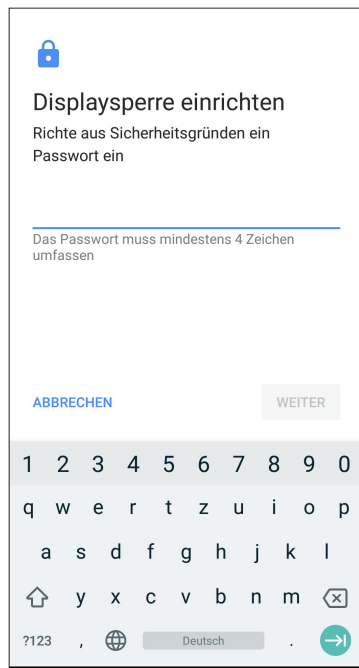 Displaysperre einrichten
Richte aus Sicherheitsgründen ein
Passwort ein
Das Passwort muss mindestens 4 Zeichen
umfassen
ABBRECHEN WEITER
1 2 3 4 5 6 7 8 9 0
q w e r t z u i o p
a s d f g h j k l
y x c v b n m
?123 , Deutsch .